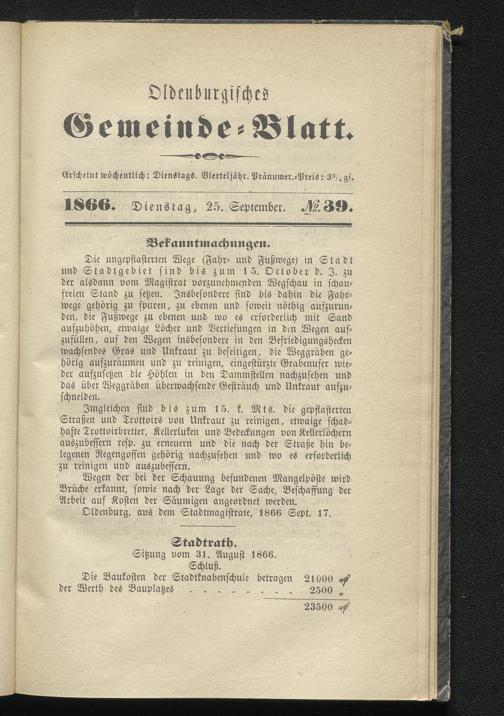 Oldenburgisches
Gemeinde-Blatt.
Erscheint wöchentlich: Dienstags. Vierteljähr. Pränumer.-Preis: 3¾ gs.
1866. Dienstag, 25. September. № 39.
Bekanntmachungen.
Die ungepflasterten Wege (Fahr- und Fußwege) in Stadt
und Stadtgebiet sind bis zum 15. October d. J. zu
der alsdann vom Magistrat vorzunehmenden Wegschau in schau-
freien Stand zu setzen. Insbesondere sind bis dahin die Fahr-
wege gehörig zu spuren, zu ebenen und soweit nöthig aufzurun-
den, die Fußwege zu ebenen und wo es erforderlich mit Sand
aufzuhöhen, etwaige Löcher und Vertiefungen in den Wegen auf-
zufüllen, auf den Wegen insbesondere in den Befriedigungshecken
wachsendes Gras und Unkraut zu beseitigen, die Weggräben ge-
hörig aufzuräumen und zu reinigen, eingestürzte Grabenufer wie-
der aufzusetzen die Höhlen in den Dammstellen nachzusehen und
das über die Weggräben überwachsende Gesträuch und Unkraut aufzu-
schneiden.
Imgleichen sind bis zum 15. k. Mts. die gepflasterten
Straßen und Trottoirs von Unkraut zu reinigen, etwaige schad-
hafte Trottoirbretter, Kellerluken und Bedeckungen von Kellerlöchern
auszubessern resp. zu erneuern und die nach der Straße hin be-
legenen Regengossen gehörig nachzusehen und wo es erforderlich
zu reinigen und auszubessern.
Wegen der bei der Schauung befundenen Mangelpöste wird
Brüche erkannt, sowie nach der Lage der Sache, Beschaffung der
Arbeit auf Kosten der Säumigen angeordnet werden.
Oldenburg, aus dem Stadtmagistrate, 1866 Sept. 17.
Stadtrath.
Sitzung vom 31. August 1866.
Schluß.
Die Baukosten der Stadtknabenschule betragen 21000 ₰
der Werth des Bauplatzes . . . . . . . 2500 „
23500 ₰